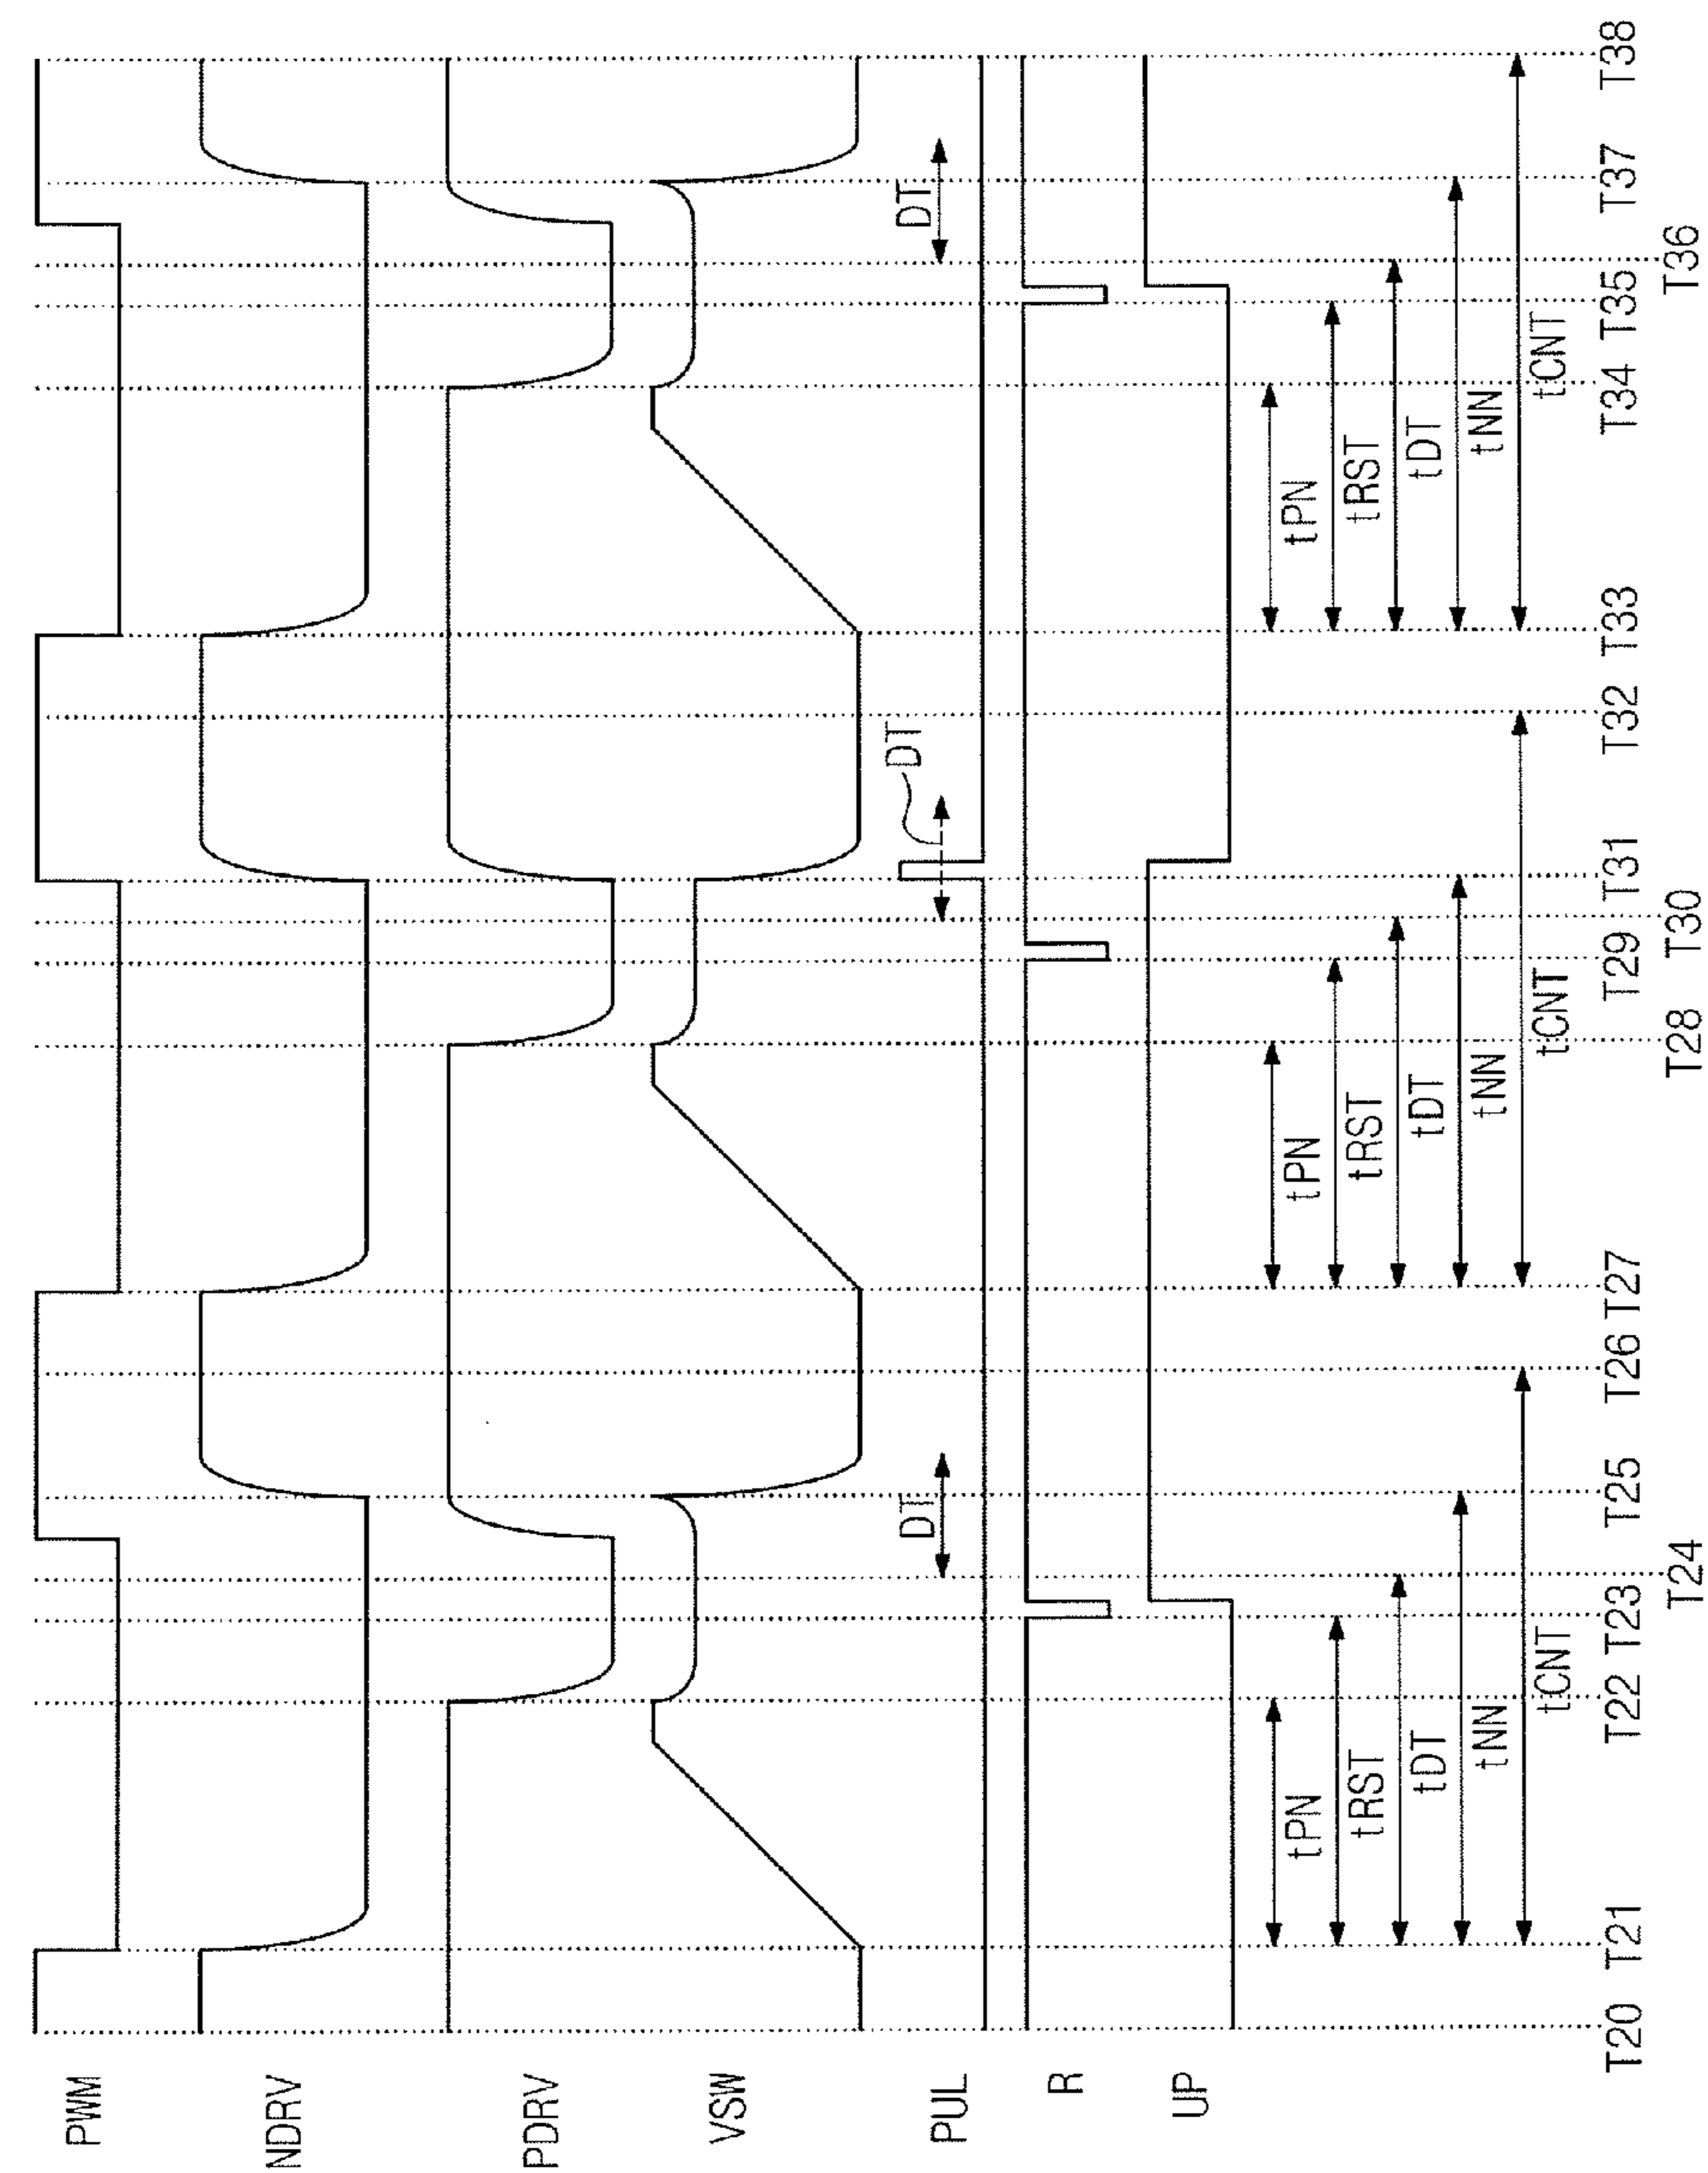 PWM
NDRV
PDRV
VSW
PUL
R
UP
DT
DT
DT
tPN
tRST
tDT
tNN
tCNT
tPN
tRST
tDT
tNN
tCNT
tPN
tRST
tDT
tNN
tCNT
T20 T21 T22 T23 T25 T26 T27 T29 T31 T32 T33 T34 T35 T37 T38
T24 T28 T30 T36